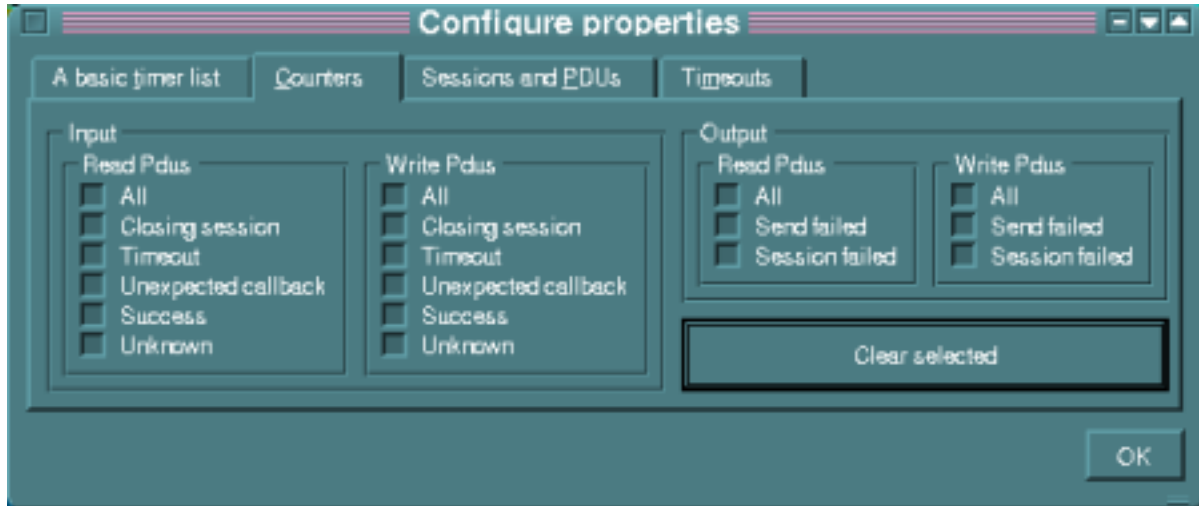 Configure properties
A basic timer list
Counters
Sessions and PDUs
Timeouts
Input
Read Pdus
All
Closing session
Timeout
Unexpected callback
Success
Unknown
Write Pdus
All
Closing session
Timeout
Unexpected callback
Success
Unknown
Output
Read Pdus
All
Send failed
Session failed
Write Pdus
All
Send failed
Session failed
Clear selected
OK